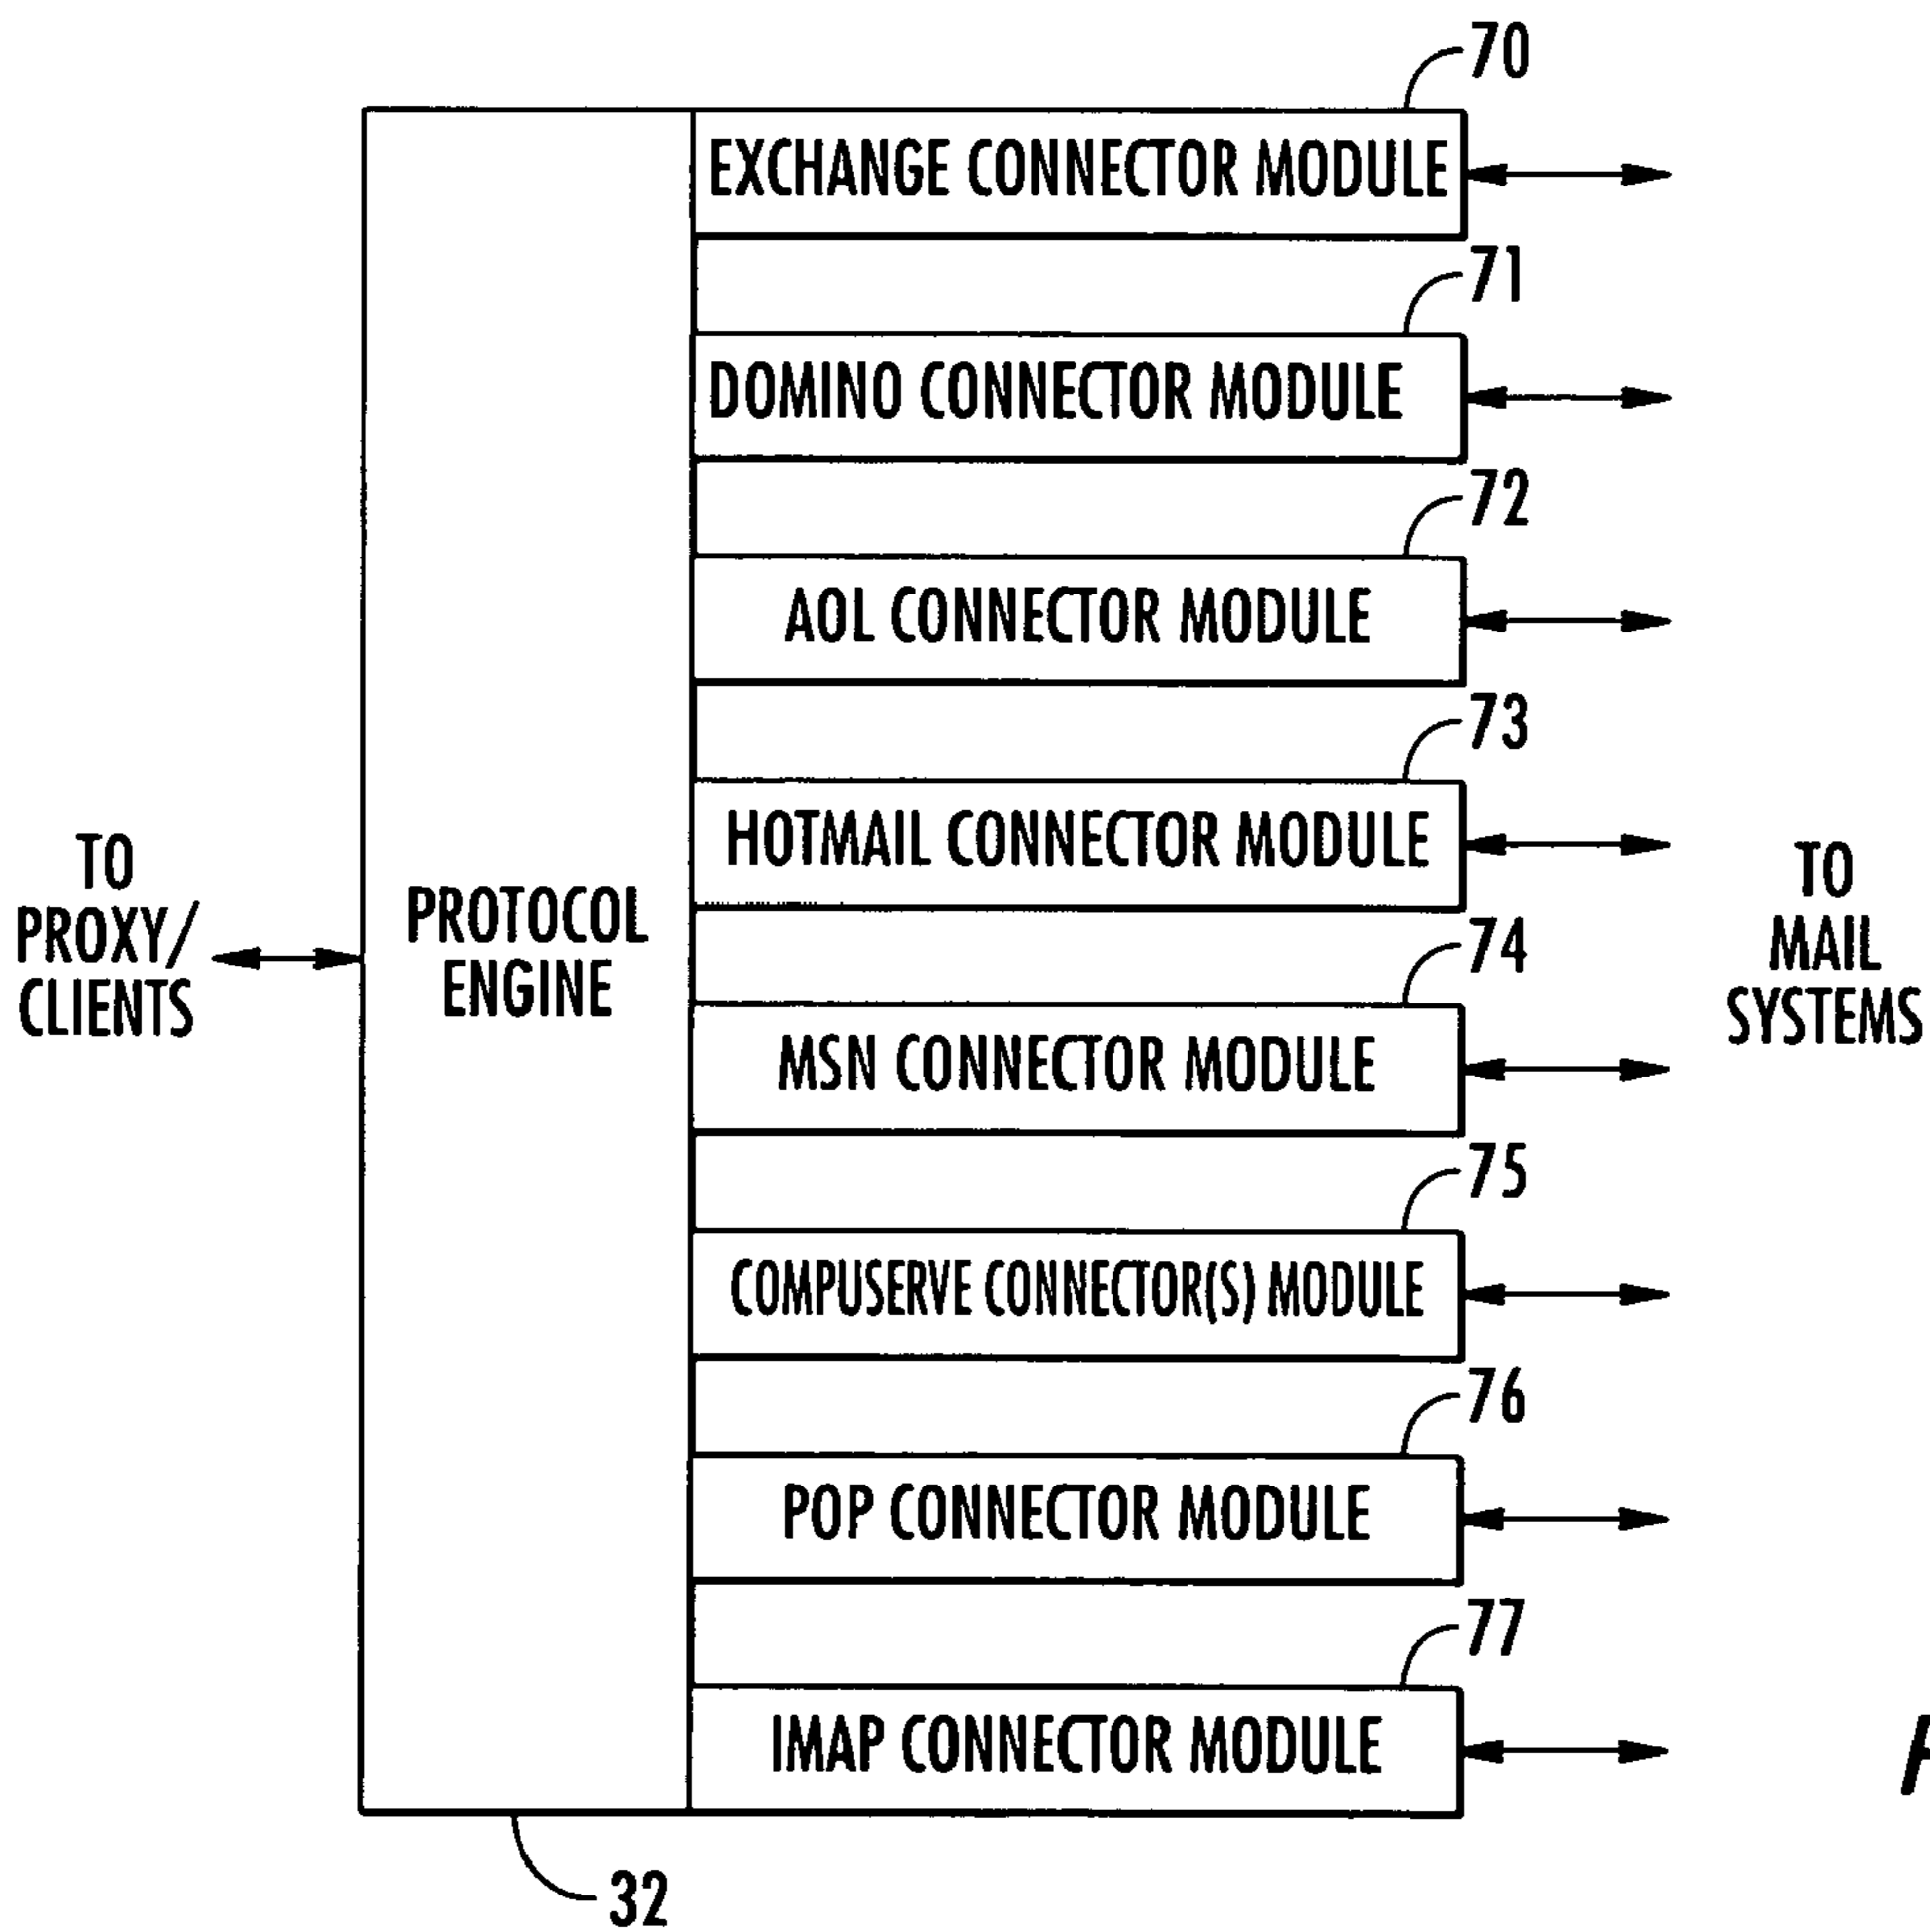 70
EXCHANGE CONNECTOR MODULE
71
DOMINO CONNECTOR MODULE
72
AOL CONNECTOR MODULE
73
HOTMAIL CONNECTOR MODULE
TO
PROXY/
CLIENTS
PROTOCOL
ENGINE
TO
MAIL
SYSTEMS
74
MSN CONNECTOR MODULE
75
COMPUSERVE CONNECTOR(S) MODULE
76
POP CONNECTOR MODULE
77
IMAP CONNECTOR MODULE
32